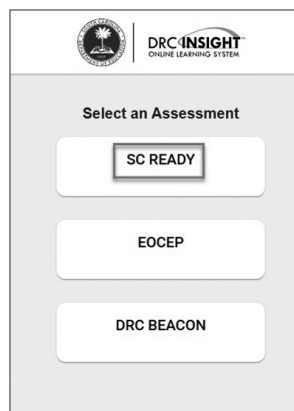 DRC INSIGHT
ONLINE LEARNING SYSTEM
Select an Assessment
SC READY
EOCEP
DRC BEACON